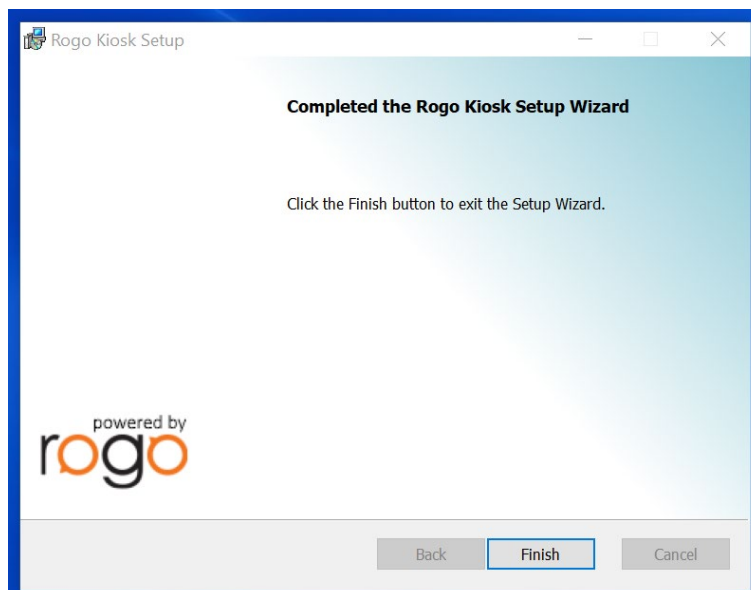 Rogo Kiosk Setup
Completed the Rogo Kiosk Setup Wizard
Click the Finish button to exit the Setup Wizard.
powered by
rogo
Back Finish Cancel